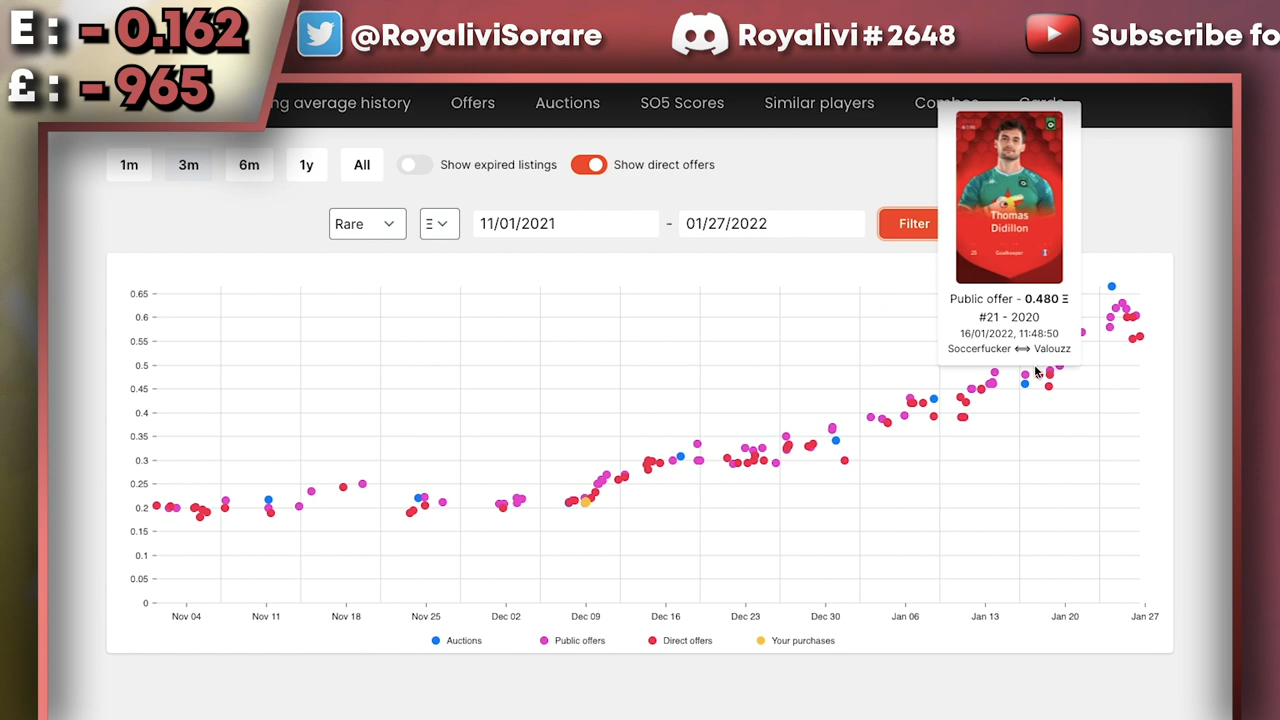 E : - 0.162
£ : - 965
@RoyaliviSorare
Royalivi#2648
Subscribe fo
ng average history
Offers
Auctions
SO5 Scores
Similar players
1m
3m
6m
1y
All
Show expired listings
Show direct offers
Rare
Ξ
11/01/2021
-
01/27/2022
Filter
Thomas
Didillon
Goalkeeper
Public offer - 0.480 Ξ
#21 - 2020
16/01/2022, 11:48:50
Soccerfucker ⟺ Valouzz
0.65
0.6
0.55
0.5
0.45
0.4
0.35
0.3
0.25
0.2
0.15
0.1
0.05
0
Nov 04
Nov 11
Nov 18
Nov 25
Dec 02
Dec 09
Dec 16
Dec 23
Dec 30
Jan 06
Jan 13
Jan 20
Jan 27
Auctions
Public offers
Direct offers
Your purchases